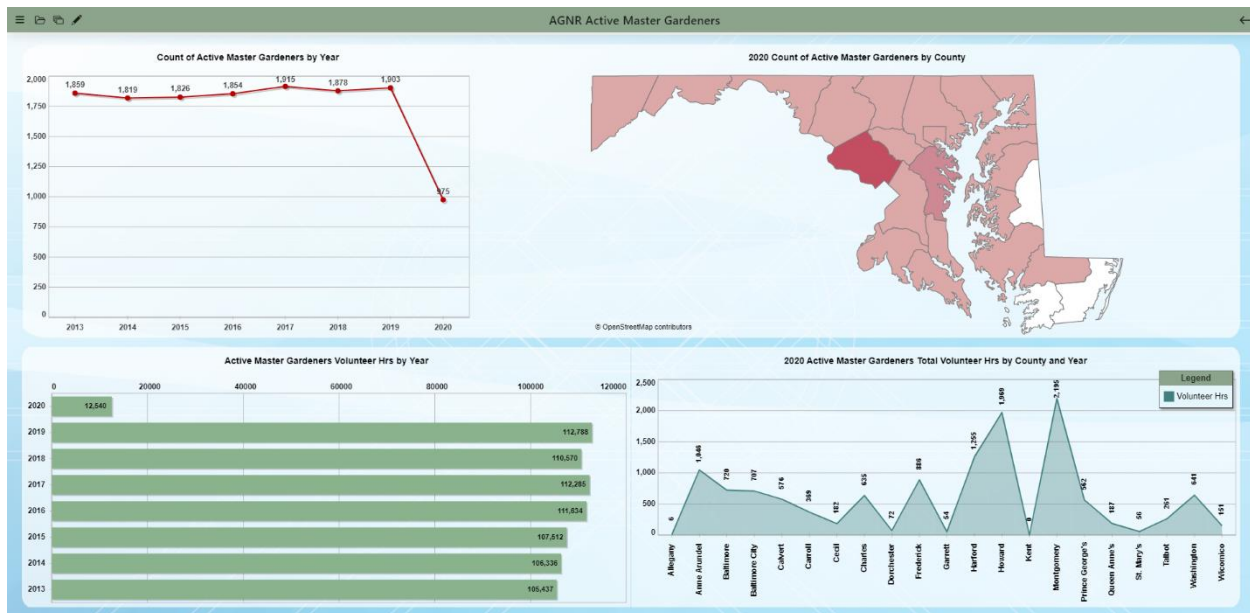 AGNR Active Master Gardeners
Count of Active Master Gardeners by Year
2,000
1,750
1,500
1,250
1,000
750
500
250
0
1,859
1,819
1,826
1,854
1,915
1,878
1,903
975
2013 2014 2015 2016 2017 2018 2019 2020
2020 Count of Active Master Gardeners by County
© OpenStreetMap contributors
Active Master Gardeners Volunteer Hrs by Year
0 20000 40000 60000 80000 100000 120000
2020 12,540
2019 112,788
2018 110,570
2017 112,265
2016 111,834
2015 107,512
2014 106,336
2013 105,437
2020 Active Master Gardeners Total Volunteer Hrs by County and Year
Legend
Volunteer Hrs
2,500
2,000
1,500
1,000
500
0
6
1,046
720
707
576
369
182
635
72
886
54
1,255
1,969
0
2,195
562
187
56
261
641
151
Allegany
Anne Arundel
Baltimore
Baltimore City
Calvert
Carroll
Cecil
Charles
Dorchester
Frederick
Garrett
Harford
Howard
Kent
Montgomery
Prince George's
Queen Anne's
St. Mary's
Talbot
Washington
Wicomico